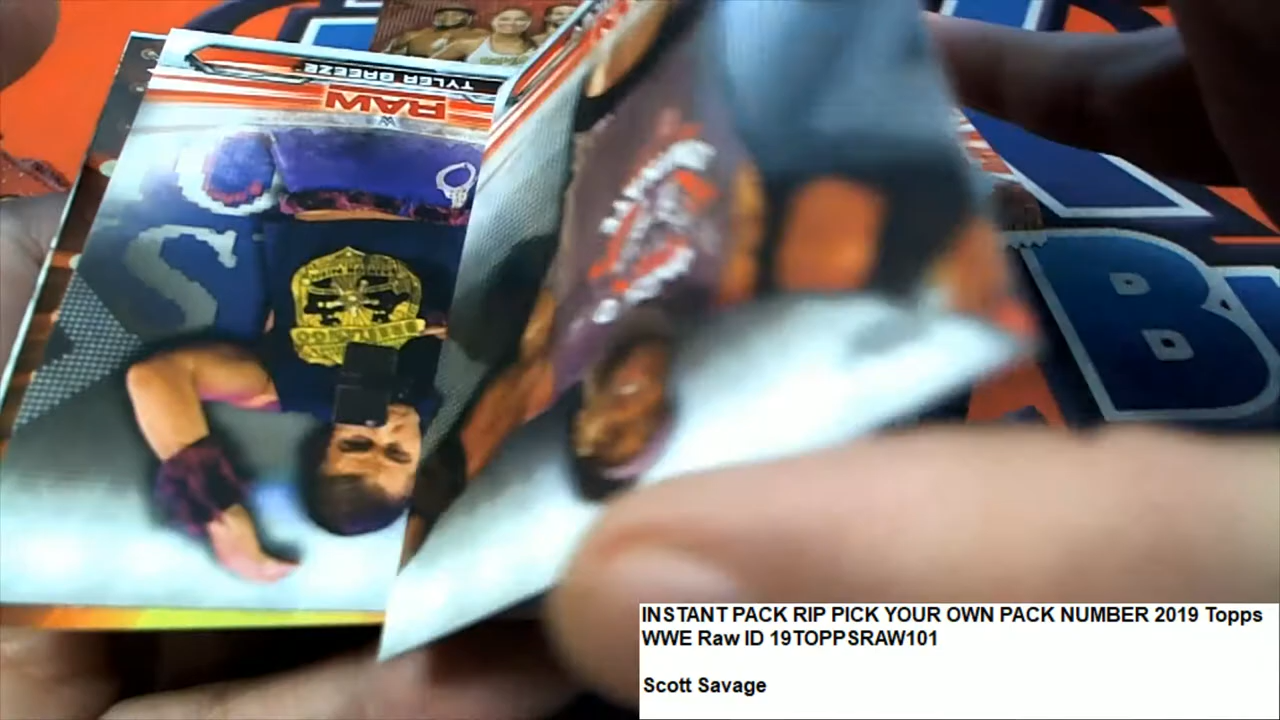 TYLER BREEZE
RAW
S
B
INSTANT PACK RIP PICK YOUR OWN PACK NUMBER 2019 Topps
WWE Raw ID 19TOPPSRAW101
Scott Savage